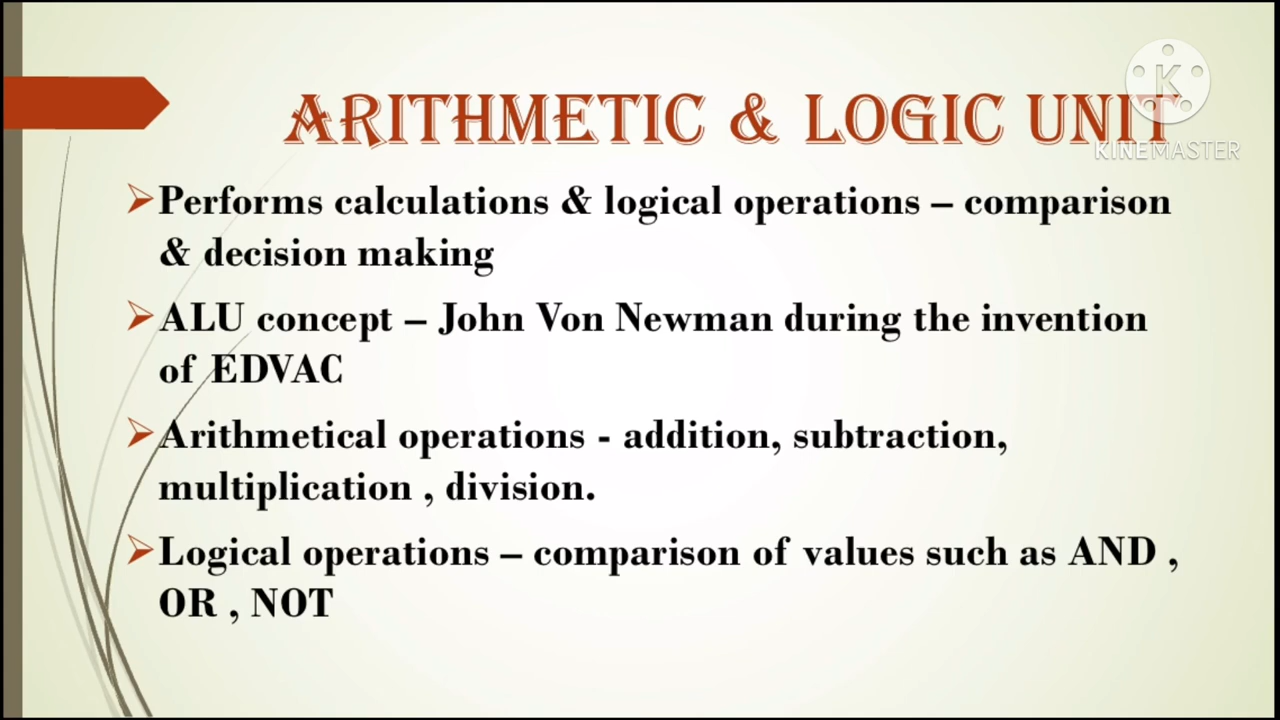 ARITHMETIC & LOGIC UNIT
K
KINEMASTER
➢Performs calculations & logical operations – comparison
& decision making
➢ALU concept – John Von Newman during the invention
of EDVAC
➢Arithmetical operations - addition, subtraction,
multiplication , division.
➢Logical operations – comparison of values such as AND ,
OR , NOT